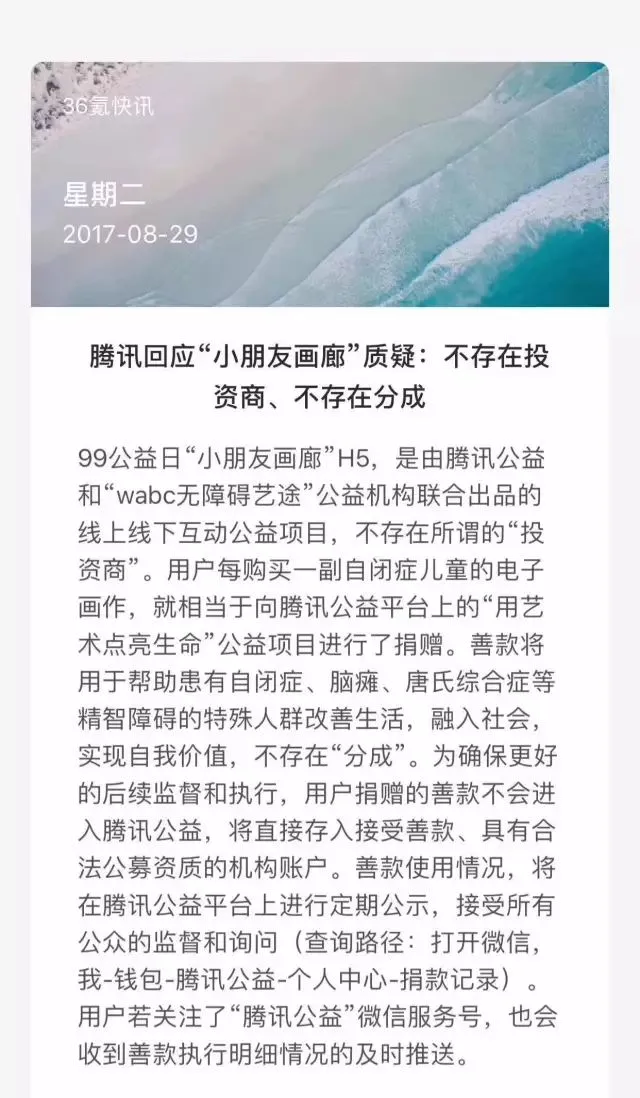 36氪快讯
星期二
2017-08-29
腾讯回应“小朋友画廊”质疑：不存在投
资商、不存在分成
99公益日“小朋友画廊”H5，是由腾讯公益
和“wabc无障碍艺途”公益机构联合出品的
线上线下互动公益项目，不存在所谓的“投
资商”。用户每购买一副自闭症儿童的电子
画作，就相当于向腾讯公益平台上的“用艺
术点亮生命”公益项目进行了捐赠。善款将
用于帮助患有自闭症、脑瘫、唐氏综合症等
精智障碍的特殊人群改善生活，融入社会，
实现自我价值，不存在“分成”。为确保更好
的后续监督和执行，用户捐赠的善款不会进
入腾讯公益，将直接存入接受善款、具有合
法公募资质的机构账户。善款使用情况，将
在腾讯公益平台上进行定期公示，接受所有
公众的监督和询问（查询路径：打开微信，
我-钱包-腾讯公益-个人中心-捐款记录）。
用户若关注了“腾讯公益”微信服务号，也会
收到善款执行明细情况的及时推送。